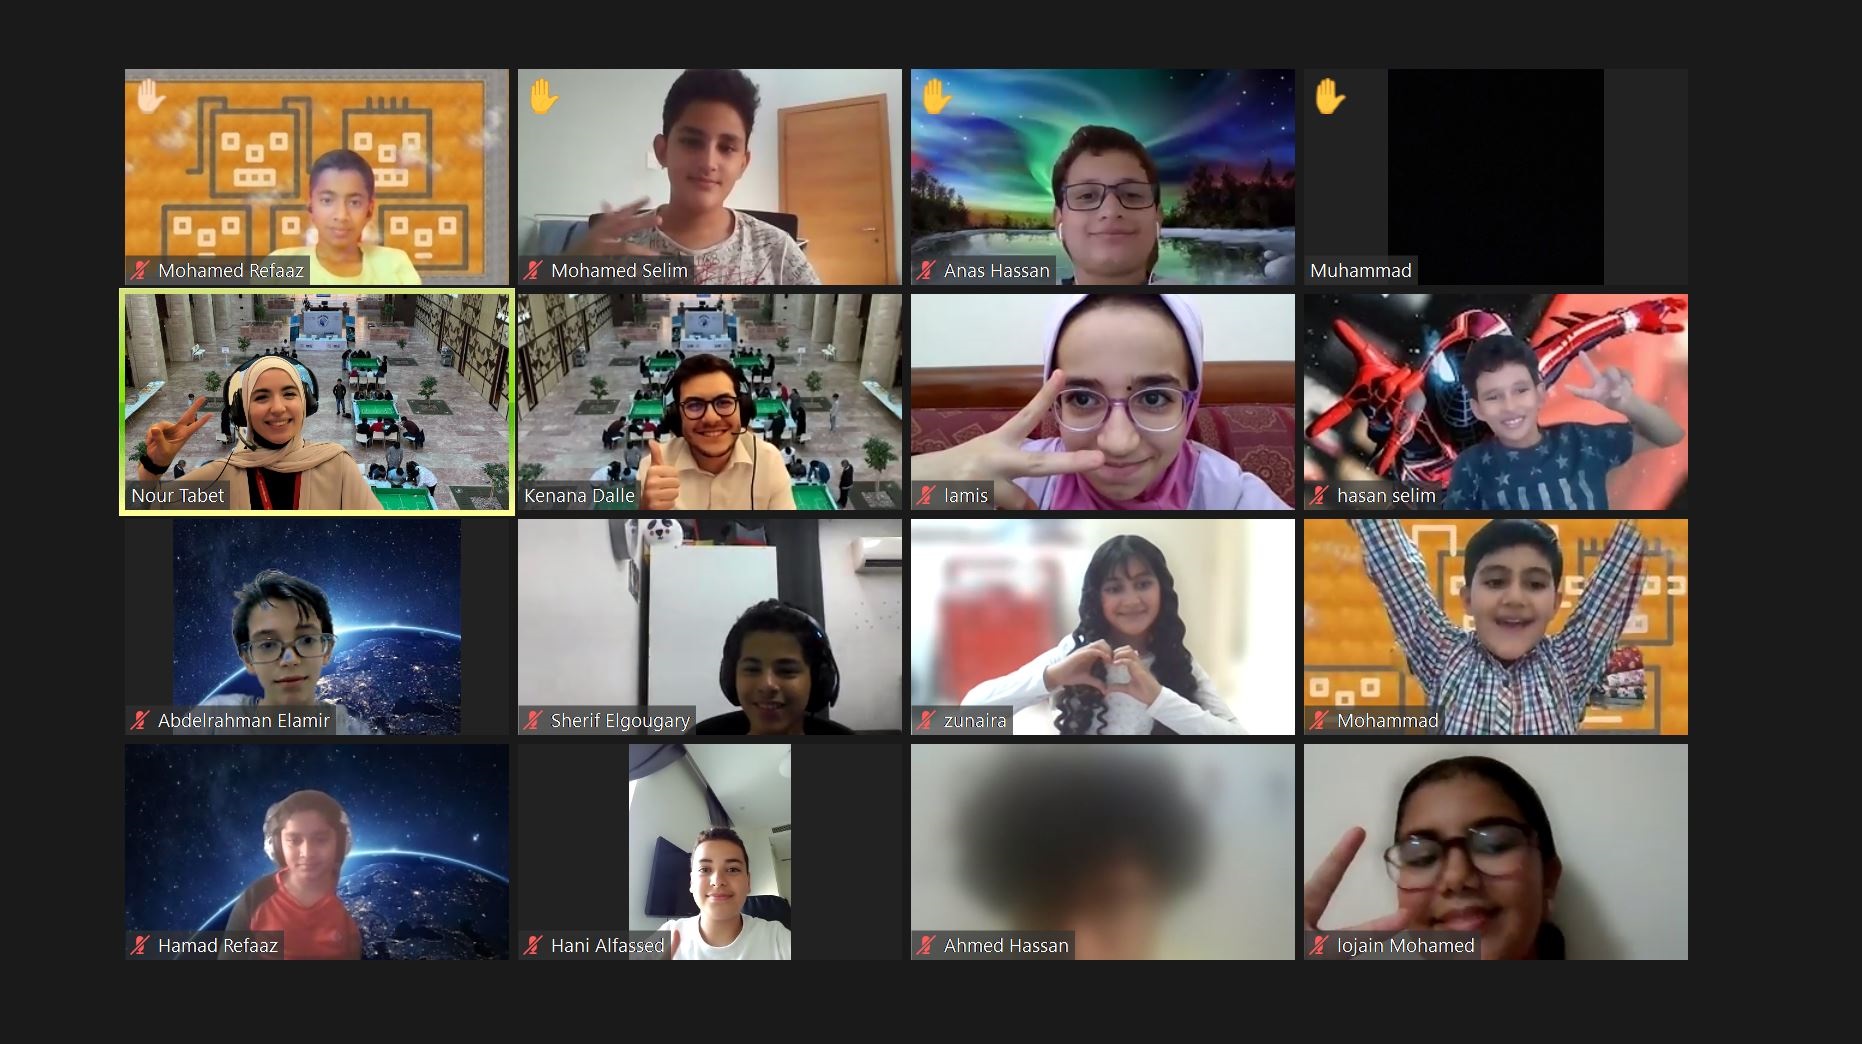 Mohamed Refaaz
Mohamed Selim
Anas Hassan
Muhammad
Nour Tabet
Kenana Dalle
lamis
hasan selim
Abdelrahman Elamir
Sherif Elgougary
zunaira
Mohammad
Hamad Refaaz
Hani Alfassed
Ahmed Hassan
lojain Mohamed